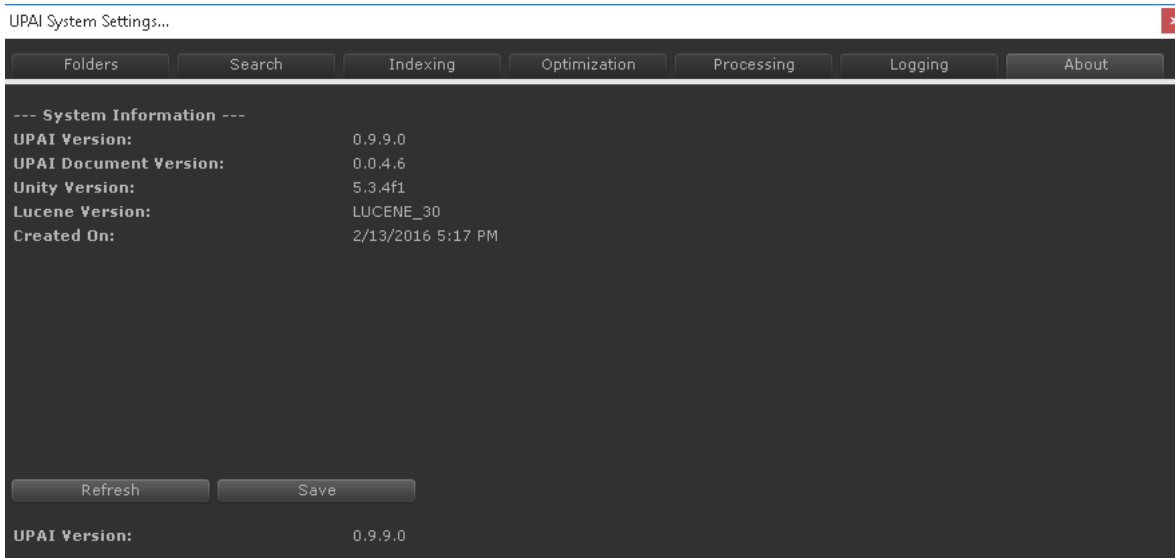 UPAI System Settings...
Folders Search Indexing Optimization Processing Logging About
--- System Information ---
UPAI Version: 0.9.9.0
UPAI Document Version: 0.0.4.6
Unity Version: 5.3.4f1
Lucene Version: LUCENE_30
Created On: 2/13/2016 5:17 PM
Refresh Save
UPAI Version: 0.9.9.0